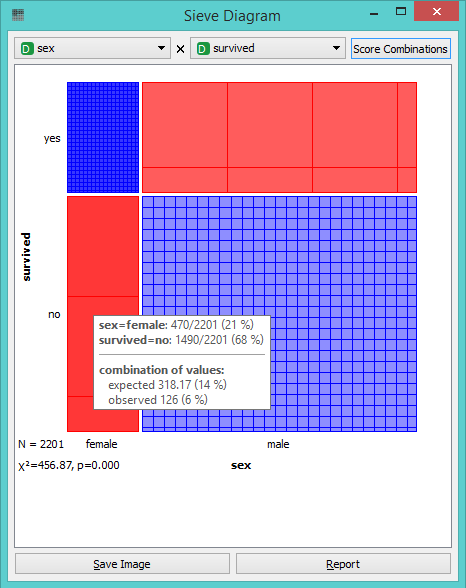 Sieve Diagram
D sex × D survived Score Combinations
yes
survived
no
sex=female: 470/2201 (21 %)
survived=no: 1490/2201 (68 %)
combination of values:
expected 318.17 (14 %)
observed 126 (6 %)
N = 2201 female male
χ²=456.87, p=0.000 sex
Save Image Report